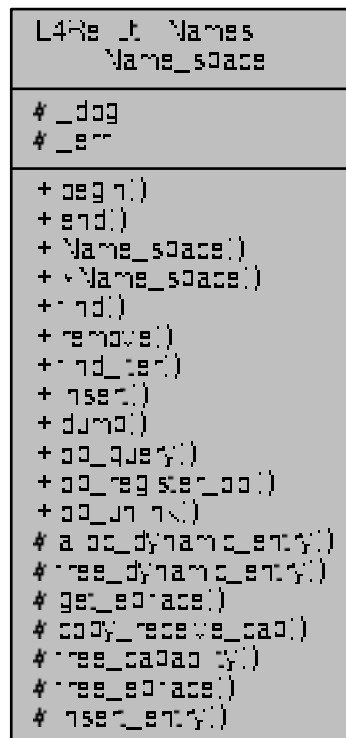 L4Re::Util::Names::
Name_space
# _dbg
# _err
+ begin()
+ end()
+ Name_space()
+ ~Name_space()
+ find()
+ remove()
+ find_iter()
+ insert()
+ dump()
+ op_query()
+ op_register_obj()
+ op_unlink()
# alloc_dynamic_entry()
# free_dynamic_entry()
# get_epiface()
# copy_receive_cap()
# free_capability()
# free_epiface()
# insert_entry()